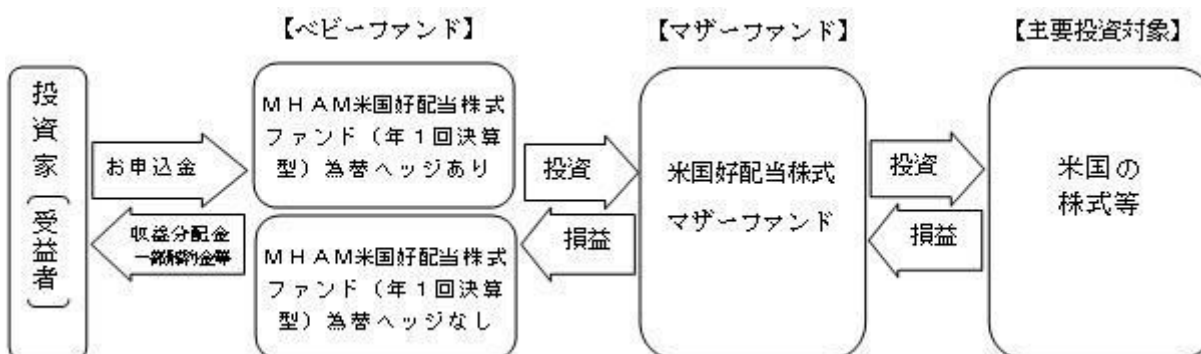 【ベビーファンド】
【マザーファンド】
【主要投資対象】
投資家（受益者）
お申込金
収益分配金
一部解約金等
ＭＨＡＭ米国好配当株式
ファンド（年１回決算
型）為替ヘッジあり
ＭＨＡＭ米国好配当株式
ファンド（年１回決算
型）為替ヘッジなし
投資
損益
米国好配当株式
マザーファンド
投資
損益
米国の
株式等